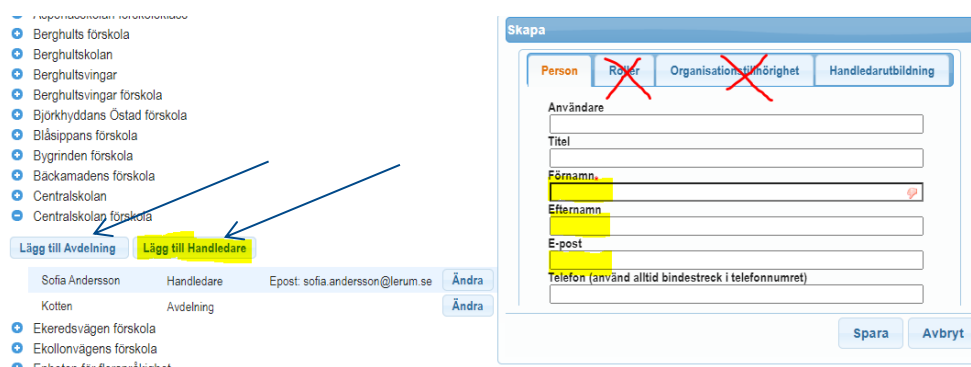 Berghults förskola
Berghultskolan
Berghultsvingar
Berghultsvingar förskola
Björkhyddans Östad förskola
Blåsippans förskola
Bygrinden förskola
Bäckamadens förskola
Centralskolan
Centralskolan förskola
Lägg till Avdelning Lägg till Handledare
Sofia Andersson Handledare Epost: sofia.andersson@lerum.se Ändra
Kotten Avdelning Ändra
Ekeredsvägen förskola
Ekollonvägens förskola
Skapa
Person Roller Organisationstillhörighet Handledarutbildning
Användare
Titel
Förnamn
Efternamn
E-post
Telefon (använd alltid bindestreck i telefonnumret)
Spara Avbryt